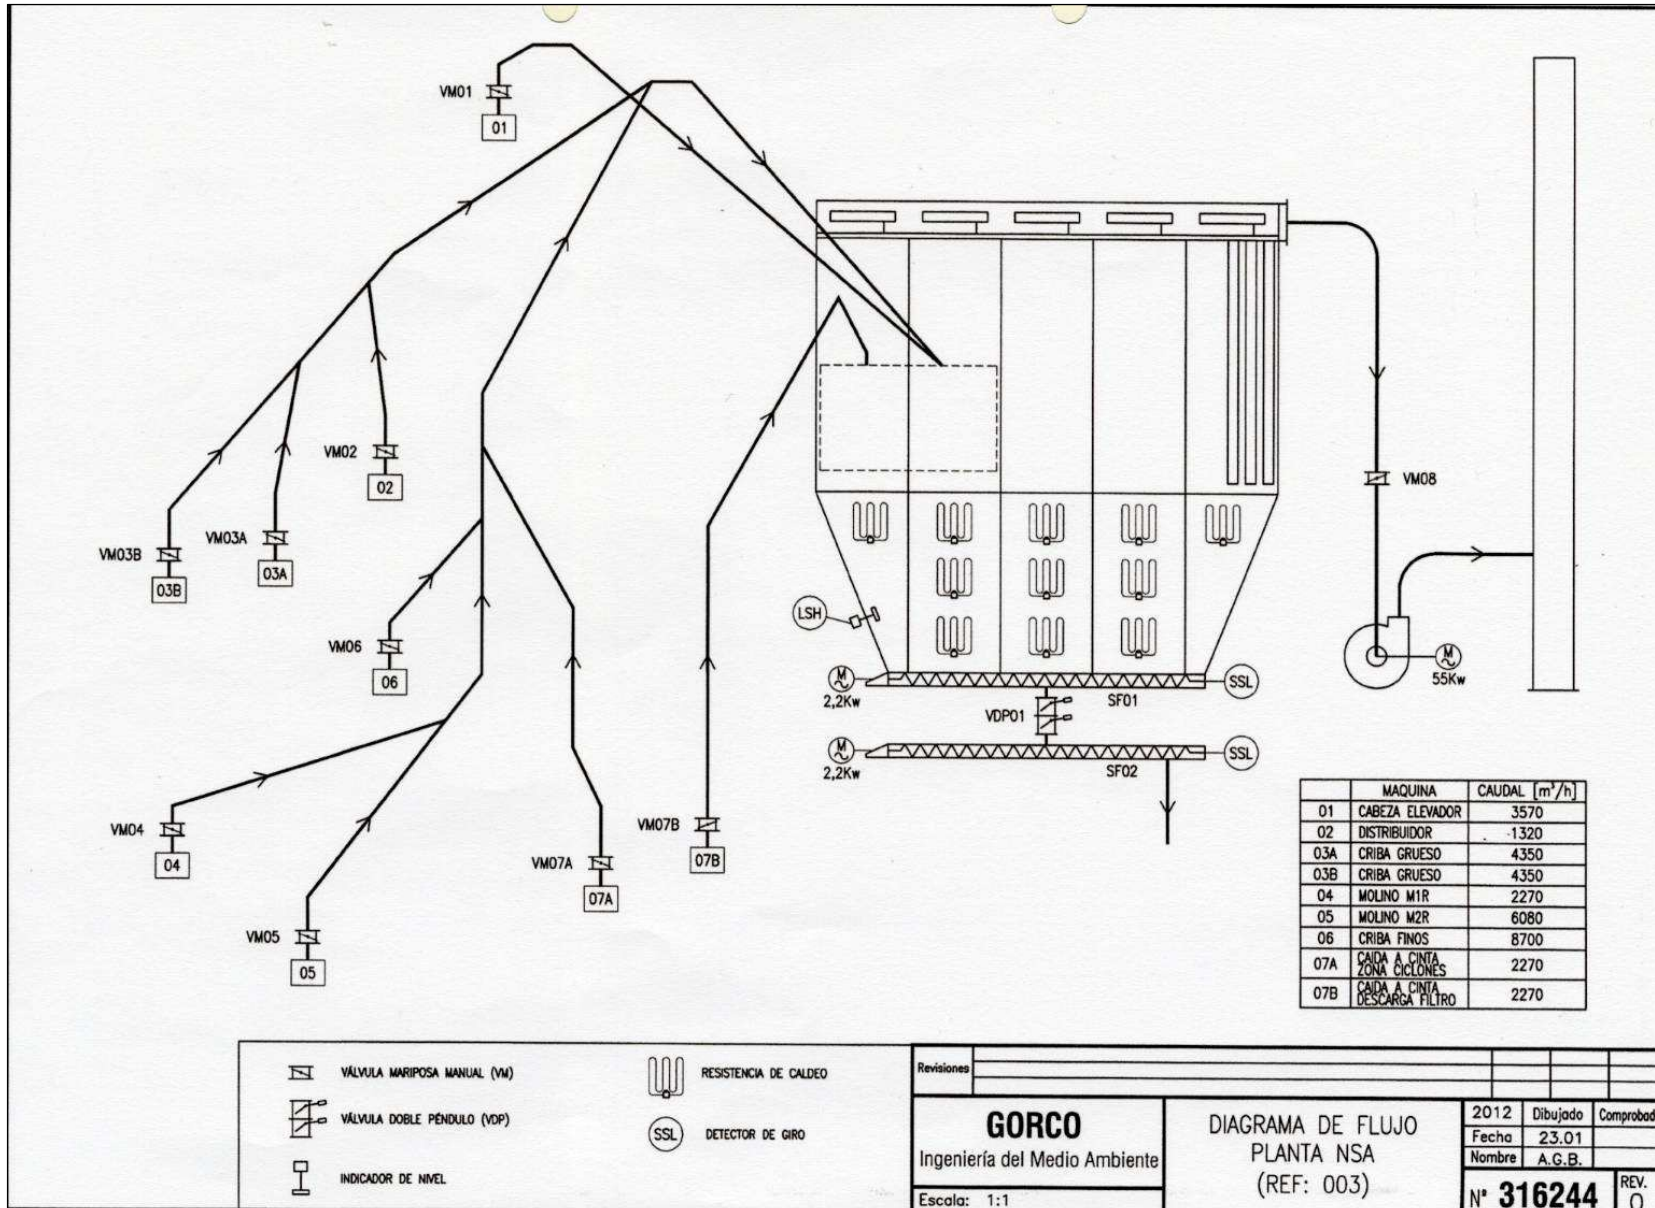 VM01
01
VM02
02
VM03B
03B
VM03A
03A
VM06
06
VM04
04
VM05
05
VM07A
07A
VM07B
07B
LSH
M
2,2Kw
SF01
SSL
VDP01
M
2,2Kw
SF02
SSL
VM08
M
55Kw
MAQUINA CAUDAL [m³/h]
01 CABEZA ELEVADOR 3570
02 DISTRIBUIDOR 1320
03A CRIBA GRUESO 4350
03B CRIBA GRUESO 4350
04 MOLINO M1R 2270
05 MOLINO M2R 6080
06 CRIBA FINOS 8700
07A CAIDA A CINTA ZONA CICLONES 2270
07B CAIDA A CINTA DESCARGA FILTRO 2270
VÁLVULA MARIPOSA MANUAL (VM)
VÁLVULA DOBLE PÉNDULO (VDP)
INDICADOR DE NIVEL
RESISTENCIA DE CALDEO
SSL DETECTOR DE GIRO
Revisiones
GORCO
Ingeniería del Medio Ambiente
Escala: 1:1
DIAGRAMA DE FLUJO
PLANTA NSA
(REF: 003)
2012 Dibujado Comprobad
Fecha 23.01
Nombre A.G.B.
Nº 316244
REV.
0